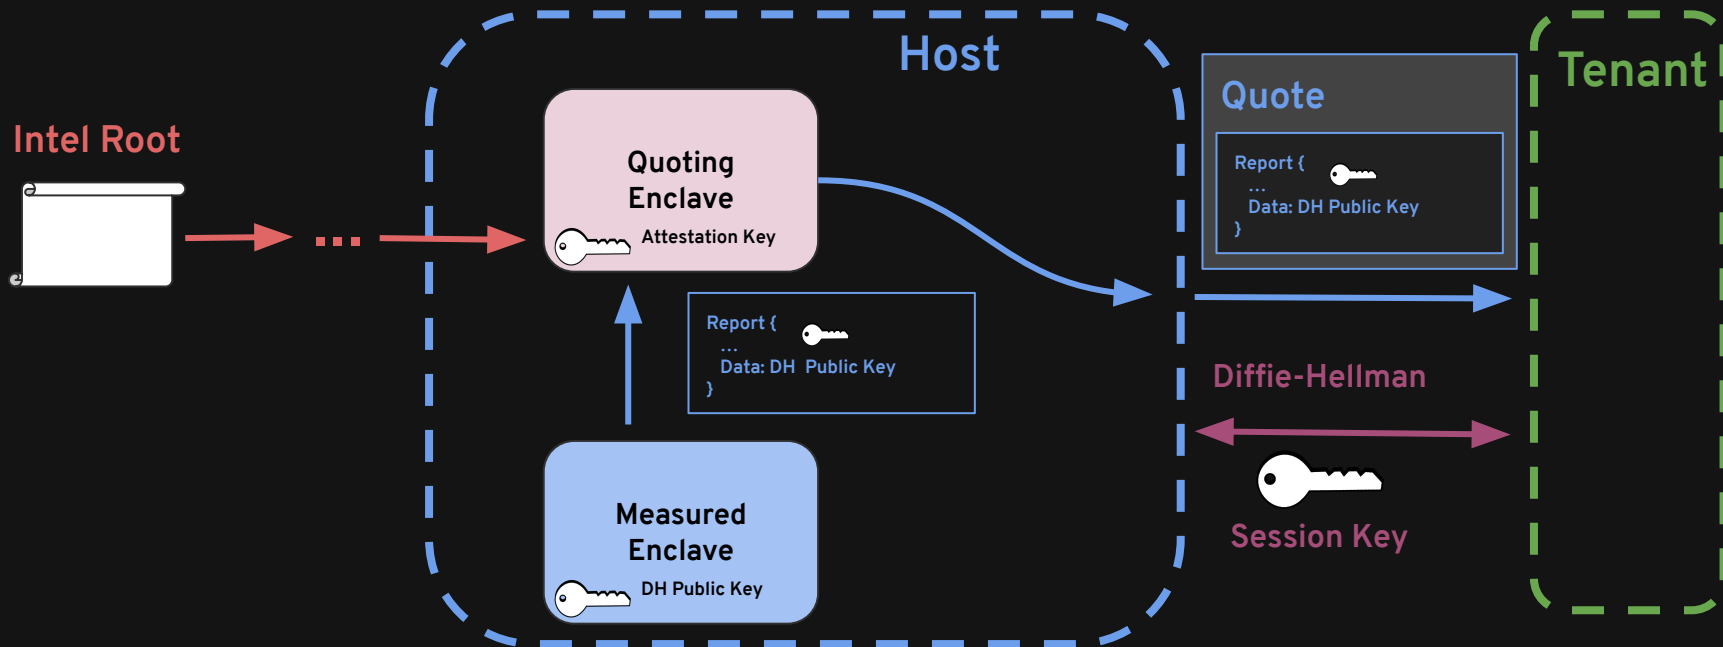 Host
Tenant
Quote
Intel Root
Quoting
Enclave
Attestation Key
Report {
...
Data: DH Public Key
}
Report {
...
Data: DH  Public Key
}
Diffie-Hellman
Session Key
Measured
Enclave
DH Public Key
...